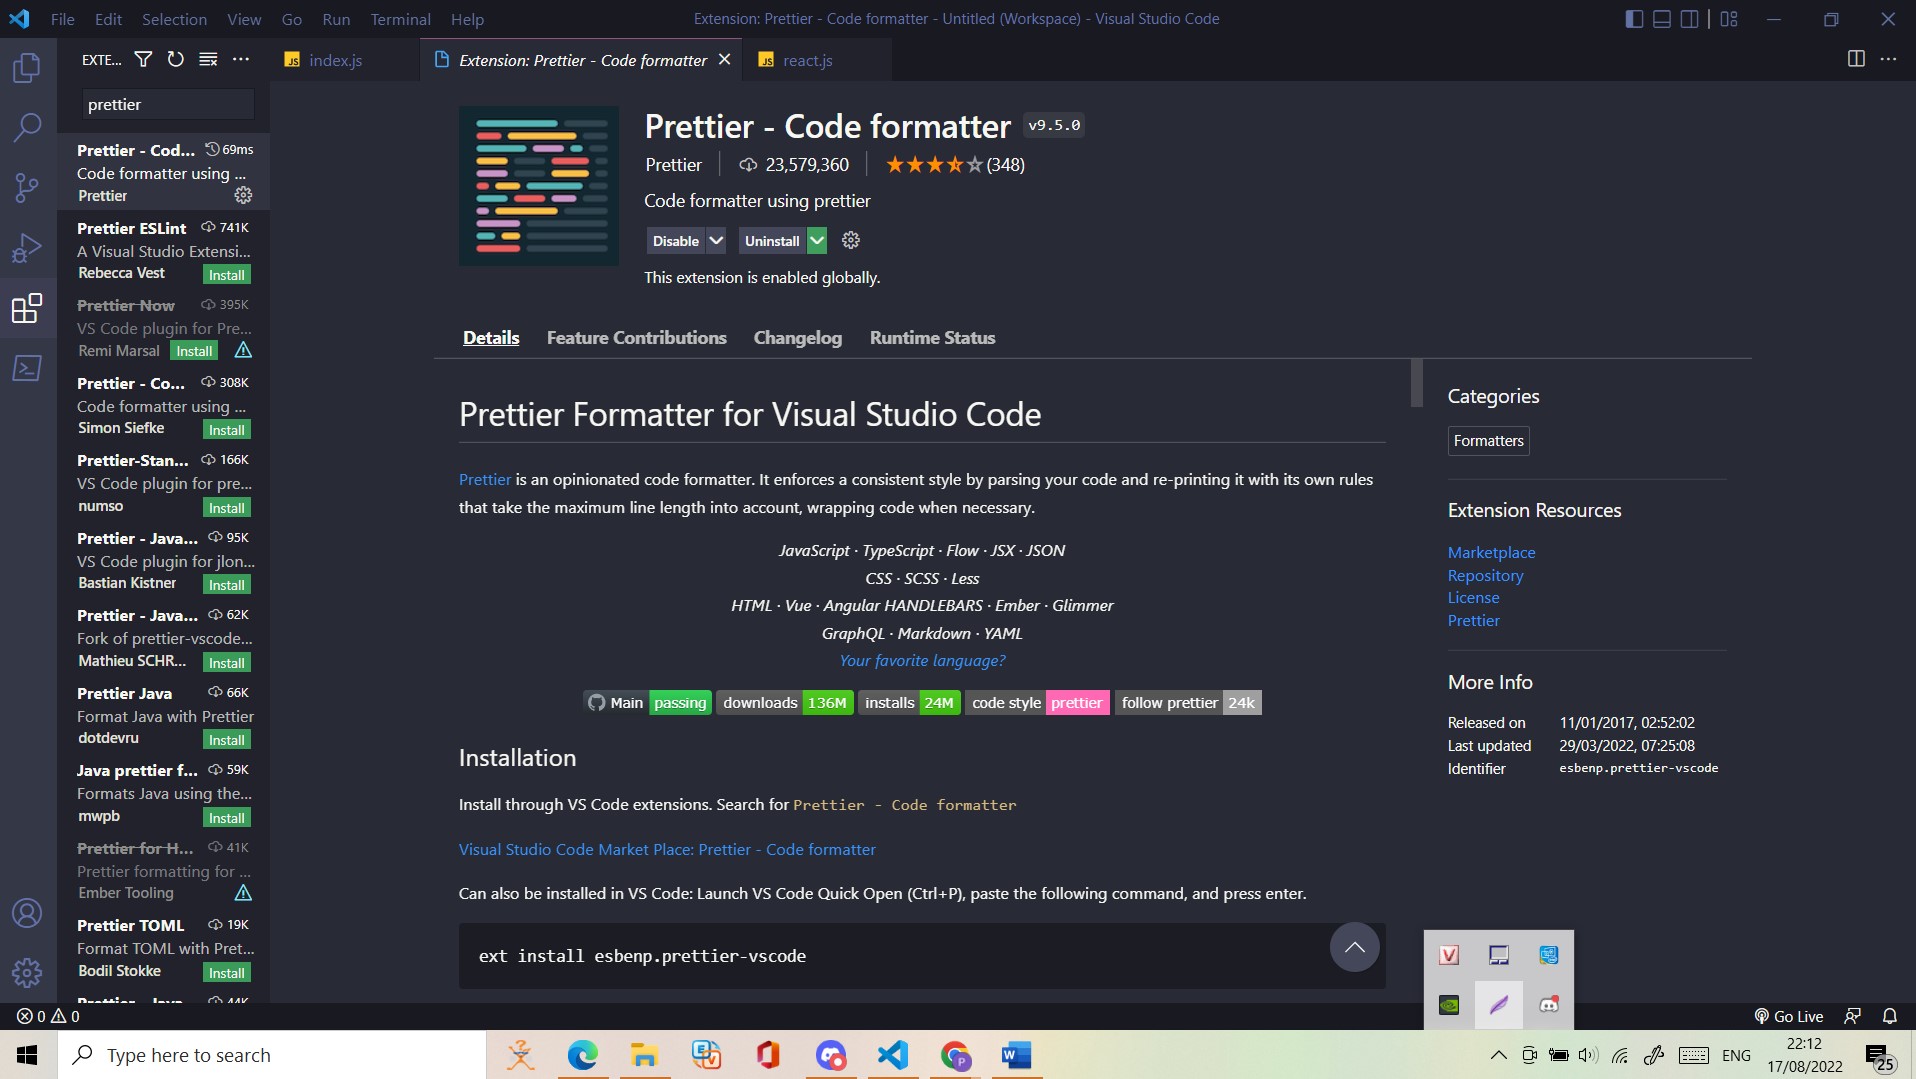 File Edit Selection View Go Run Terminal Help
Extension: Prettier - Code formatter - Untitled (Workspace) - Visual Studio Code
EXTE...
JS index.js
Extension: Prettier - Code formatter
JS react.js
prettier
Prettier - Cod... 69ms
Code formatter using ...
Prettier
Prettier ESLint 741K
A Visual Studio Extensi...
Rebecca Vest Install
Prettier Now 395K
VS Code plugin for Pre...
Remi Marsal Install
Prettier - Co... 308K
Code formatter using ...
Simon Siefke Install
Prettier-Stan... 166K
VS Code plugin for pre...
numso Install
Prettier - Java... 95K
VS Code plugin for jlon...
Bastian Kistner Install
Prettier - Java... 62K
Fork of prettier-vscode...
Mathieu SCHR... Install
Prettier Java 66K
Format Java with Prettier
dotdevru Install
Java prettier f... 59K
Formats Java using the...
mwpb Install
Prettier for H... 41K
Prettier formatting for ...
Ember Tooling
Prettier TOML 19K
Format TOML with Pret...
Bodil Stokke Install
Prettier - Java... 44K
Prettier - Code formatter v9.5.0
Prettier 23,579,360 (348)
Code formatter using prettier
Disable Uninstall
This extension is enabled globally.
Details Feature Contributions Changelog Runtime Status
Prettier Formatter for Visual Studio Code
Prettier is an opinionated code formatter. It enforces a consistent style by parsing your code and re-printing it with its own rules
that take the maximum line length into account, wrapping code when necessary.
JavaScript · TypeScript · Flow · JSX · JSON
CSS · SCSS · Less
HTML · Vue · Angular HANDLEBARS · Ember · Glimmer
GraphQL · Markdown · YAML
Your favorite language?
Main passing downloads 136M installs 24M code style prettier follow prettier 24k
Installation
Install through VS Code extensions. Search for Prettier - Code formatter
Visual Studio Code Market Place: Prettier - Code formatter
Can also be installed in VS Code: Launch VS Code Quick Open (Ctrl+P), paste the following command, and press enter.
ext install esbenp.prettier-vscode
Categories
Formatters
Extension Resources
Marketplace
Repository
License
Prettier
More Info
Released on 11/01/2017, 02:52:02
Last updated 29/03/2022, 07:25:08
Identifier esbenp.prettier-vscode
0 0
Go Live
Type here to search
ENG
22:12
17/08/2022
25